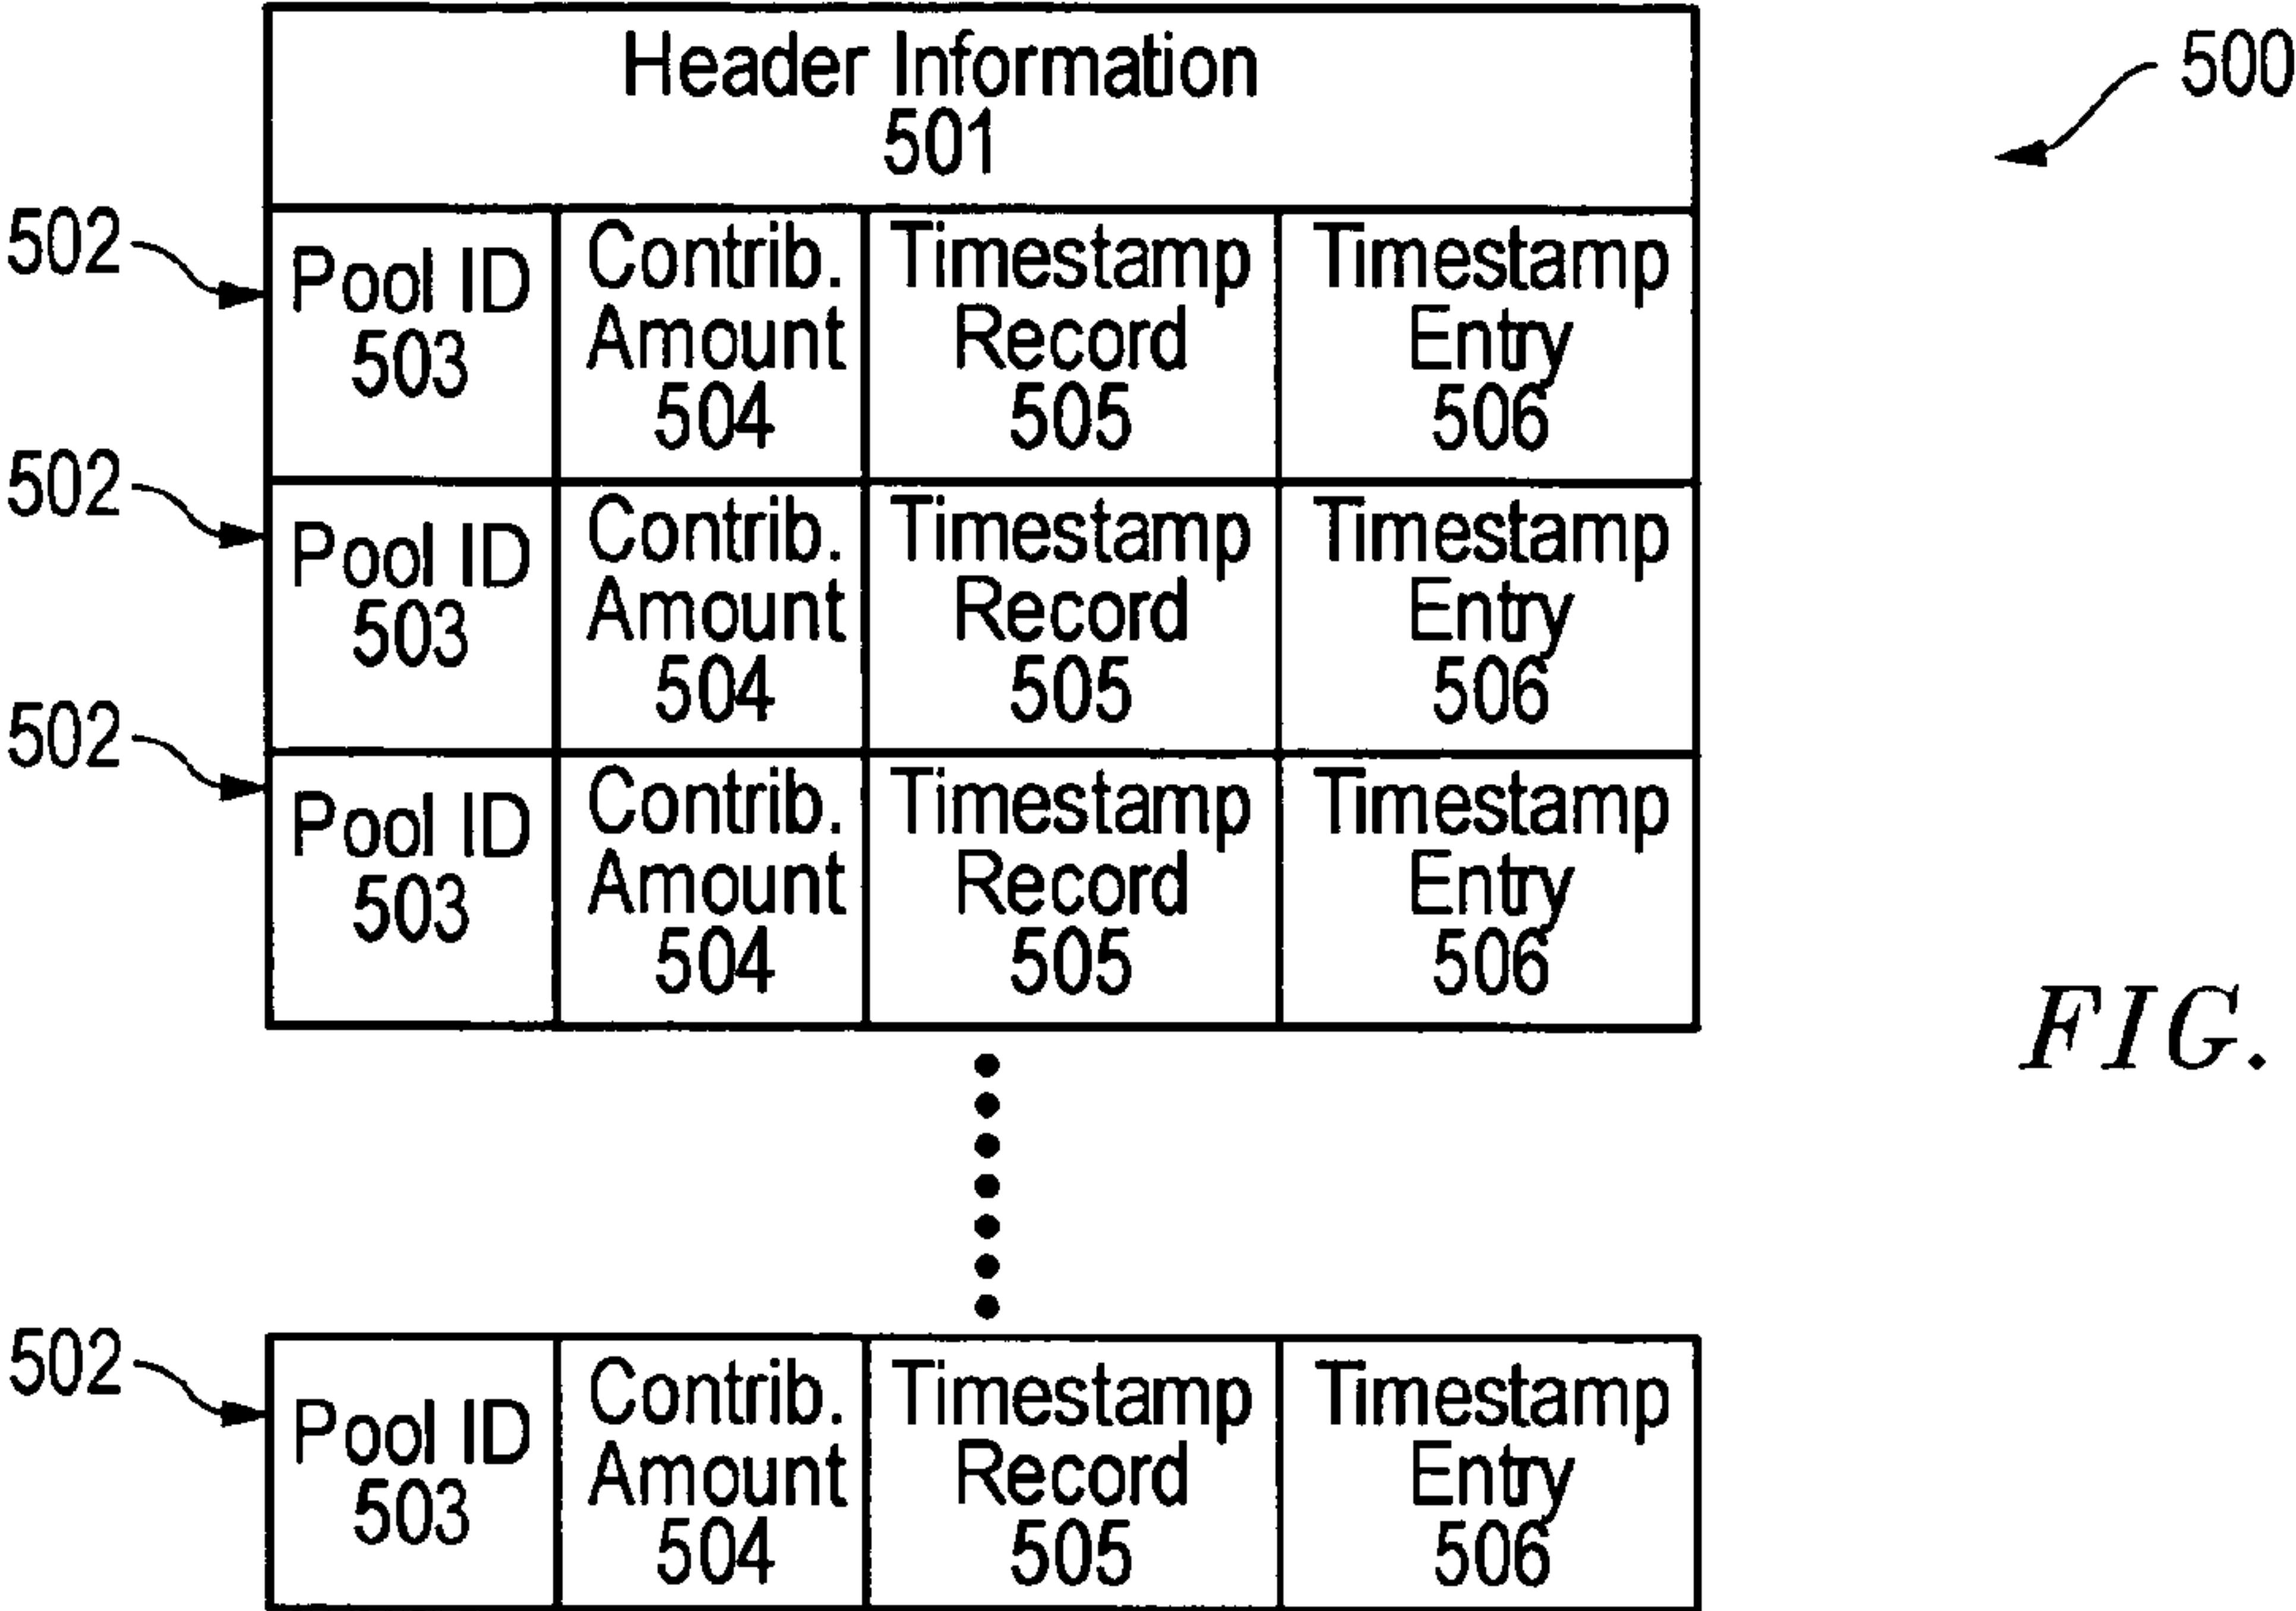 Header Information
501
500
502
Pool ID
503
Contrib.
Amount
504
Timestamp
Record
505
Timestamp
Entry
506
502
Pool ID
503
Contrib.
Amount
504
Timestamp
Record
505
Timestamp
Entry
506
502
Pool ID
503
Contrib.
Amount
504
Timestamp
Record
505
Timestamp
Entry
506
FIG.
502
Pool ID
503
Contrib.
Amount
504
Timestamp
Record
505
Timestamp
Entry
506